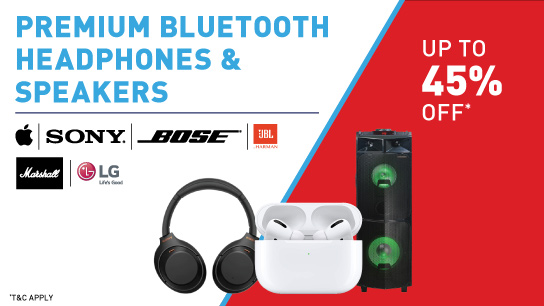 PREMIUM BLUETOOTH
HEADPHONES &
SPEAKERS
UP TO
45%
OFF*
SONY. BOSE JBL
HARMAN
Marshall LG
Life's Good
*T&C APPLY